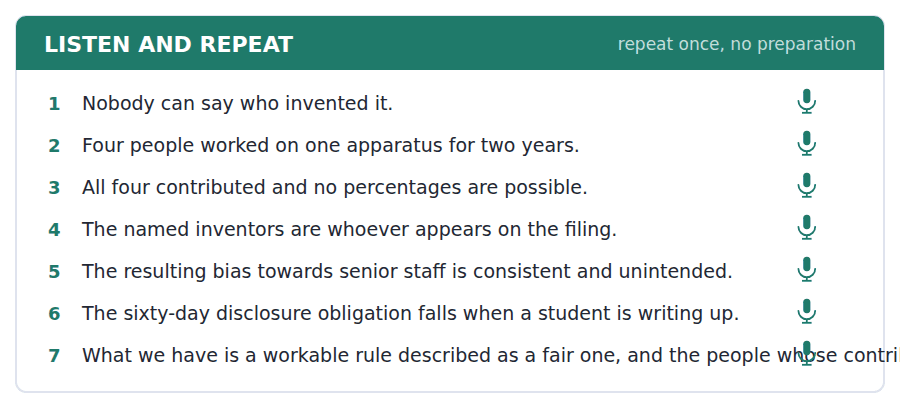 LISTEN AND REPEAT
repeat once, no preparation
1 Nobody can say who invented it.
2 Four people worked on one apparatus for two years.
3 All four contributed and no percentages are possible.
4 The named inventors are whoever appears on the filing.
5 The resulting bias towards senior staff is consistent and unintended.
6 The sixty-day disclosure obligation falls when a student is writing up.
7 What we have is a workable rule described as a fair one, and the people whose